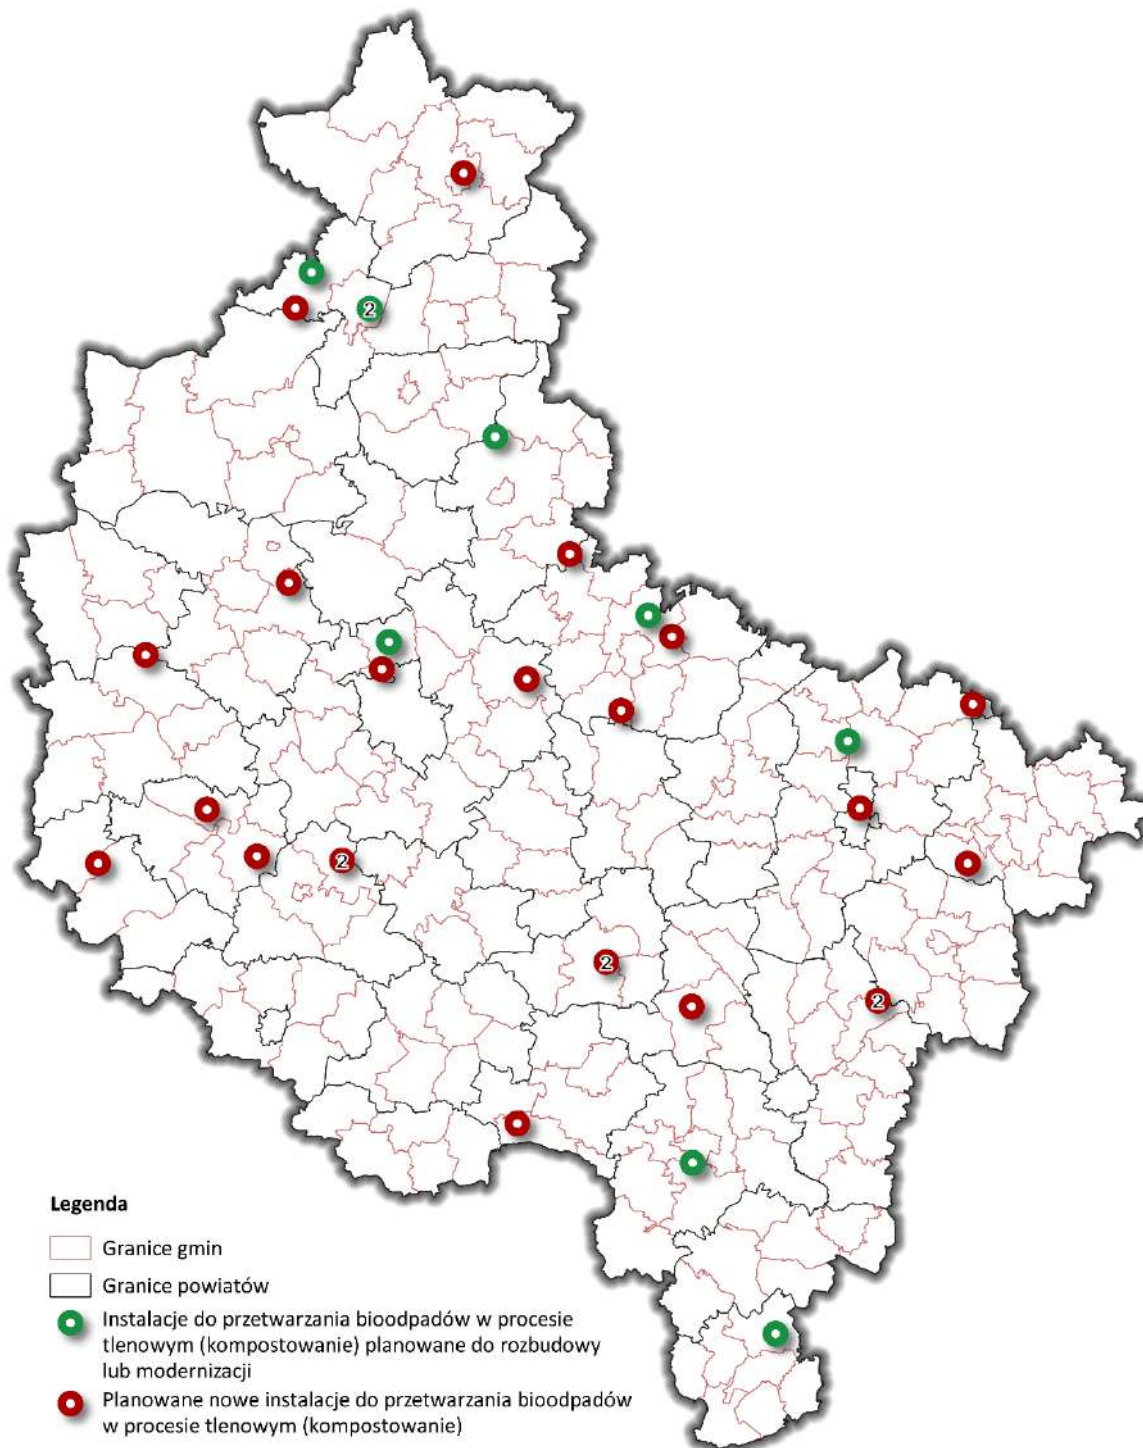 2
2
2
2
Legenda
Granice gmin
Granice powiatów
Instalacje do przetwarzania bioodpadów w procesie
tlenowym (kompostowanie) planowane do rozbudowy
lub modernizacji
Planowane nowe instalacje do przetwarzania bioodpadów
w procesie tlenowym (kompostowanie)